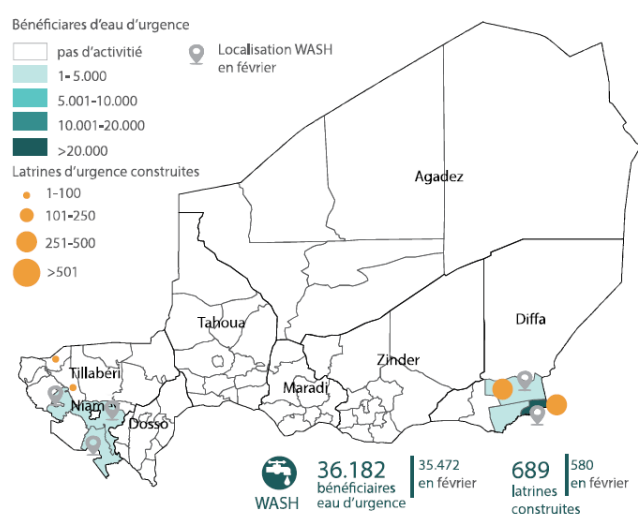 Bénéficiares d'eau d'urgence
pas d'activitié
1-5.000
5.001-10.000
10.001-20.000
>20.000
Localisation WASH
en février
Latrines d'urgence construites
1-100
101-250
251-500
>501
Agadez
Diffa
Tahoua
Zinder
Maradi
Tillabéri
Dosso
WASH
36.182
bénéficiaires
eau d'urgence
35.472
en février
689
latrines
construites
580
en février